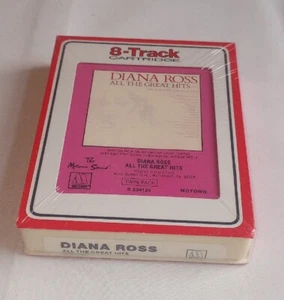 8-Track
CARTRIDGE
DIANA ROSS
ALL THE GREAT HITS
The
Motown Sound
DIANA ROSS
ALL THE GREAT HITS
MOTOWN
DIANA ROSS
ALL THE GREAT HITS